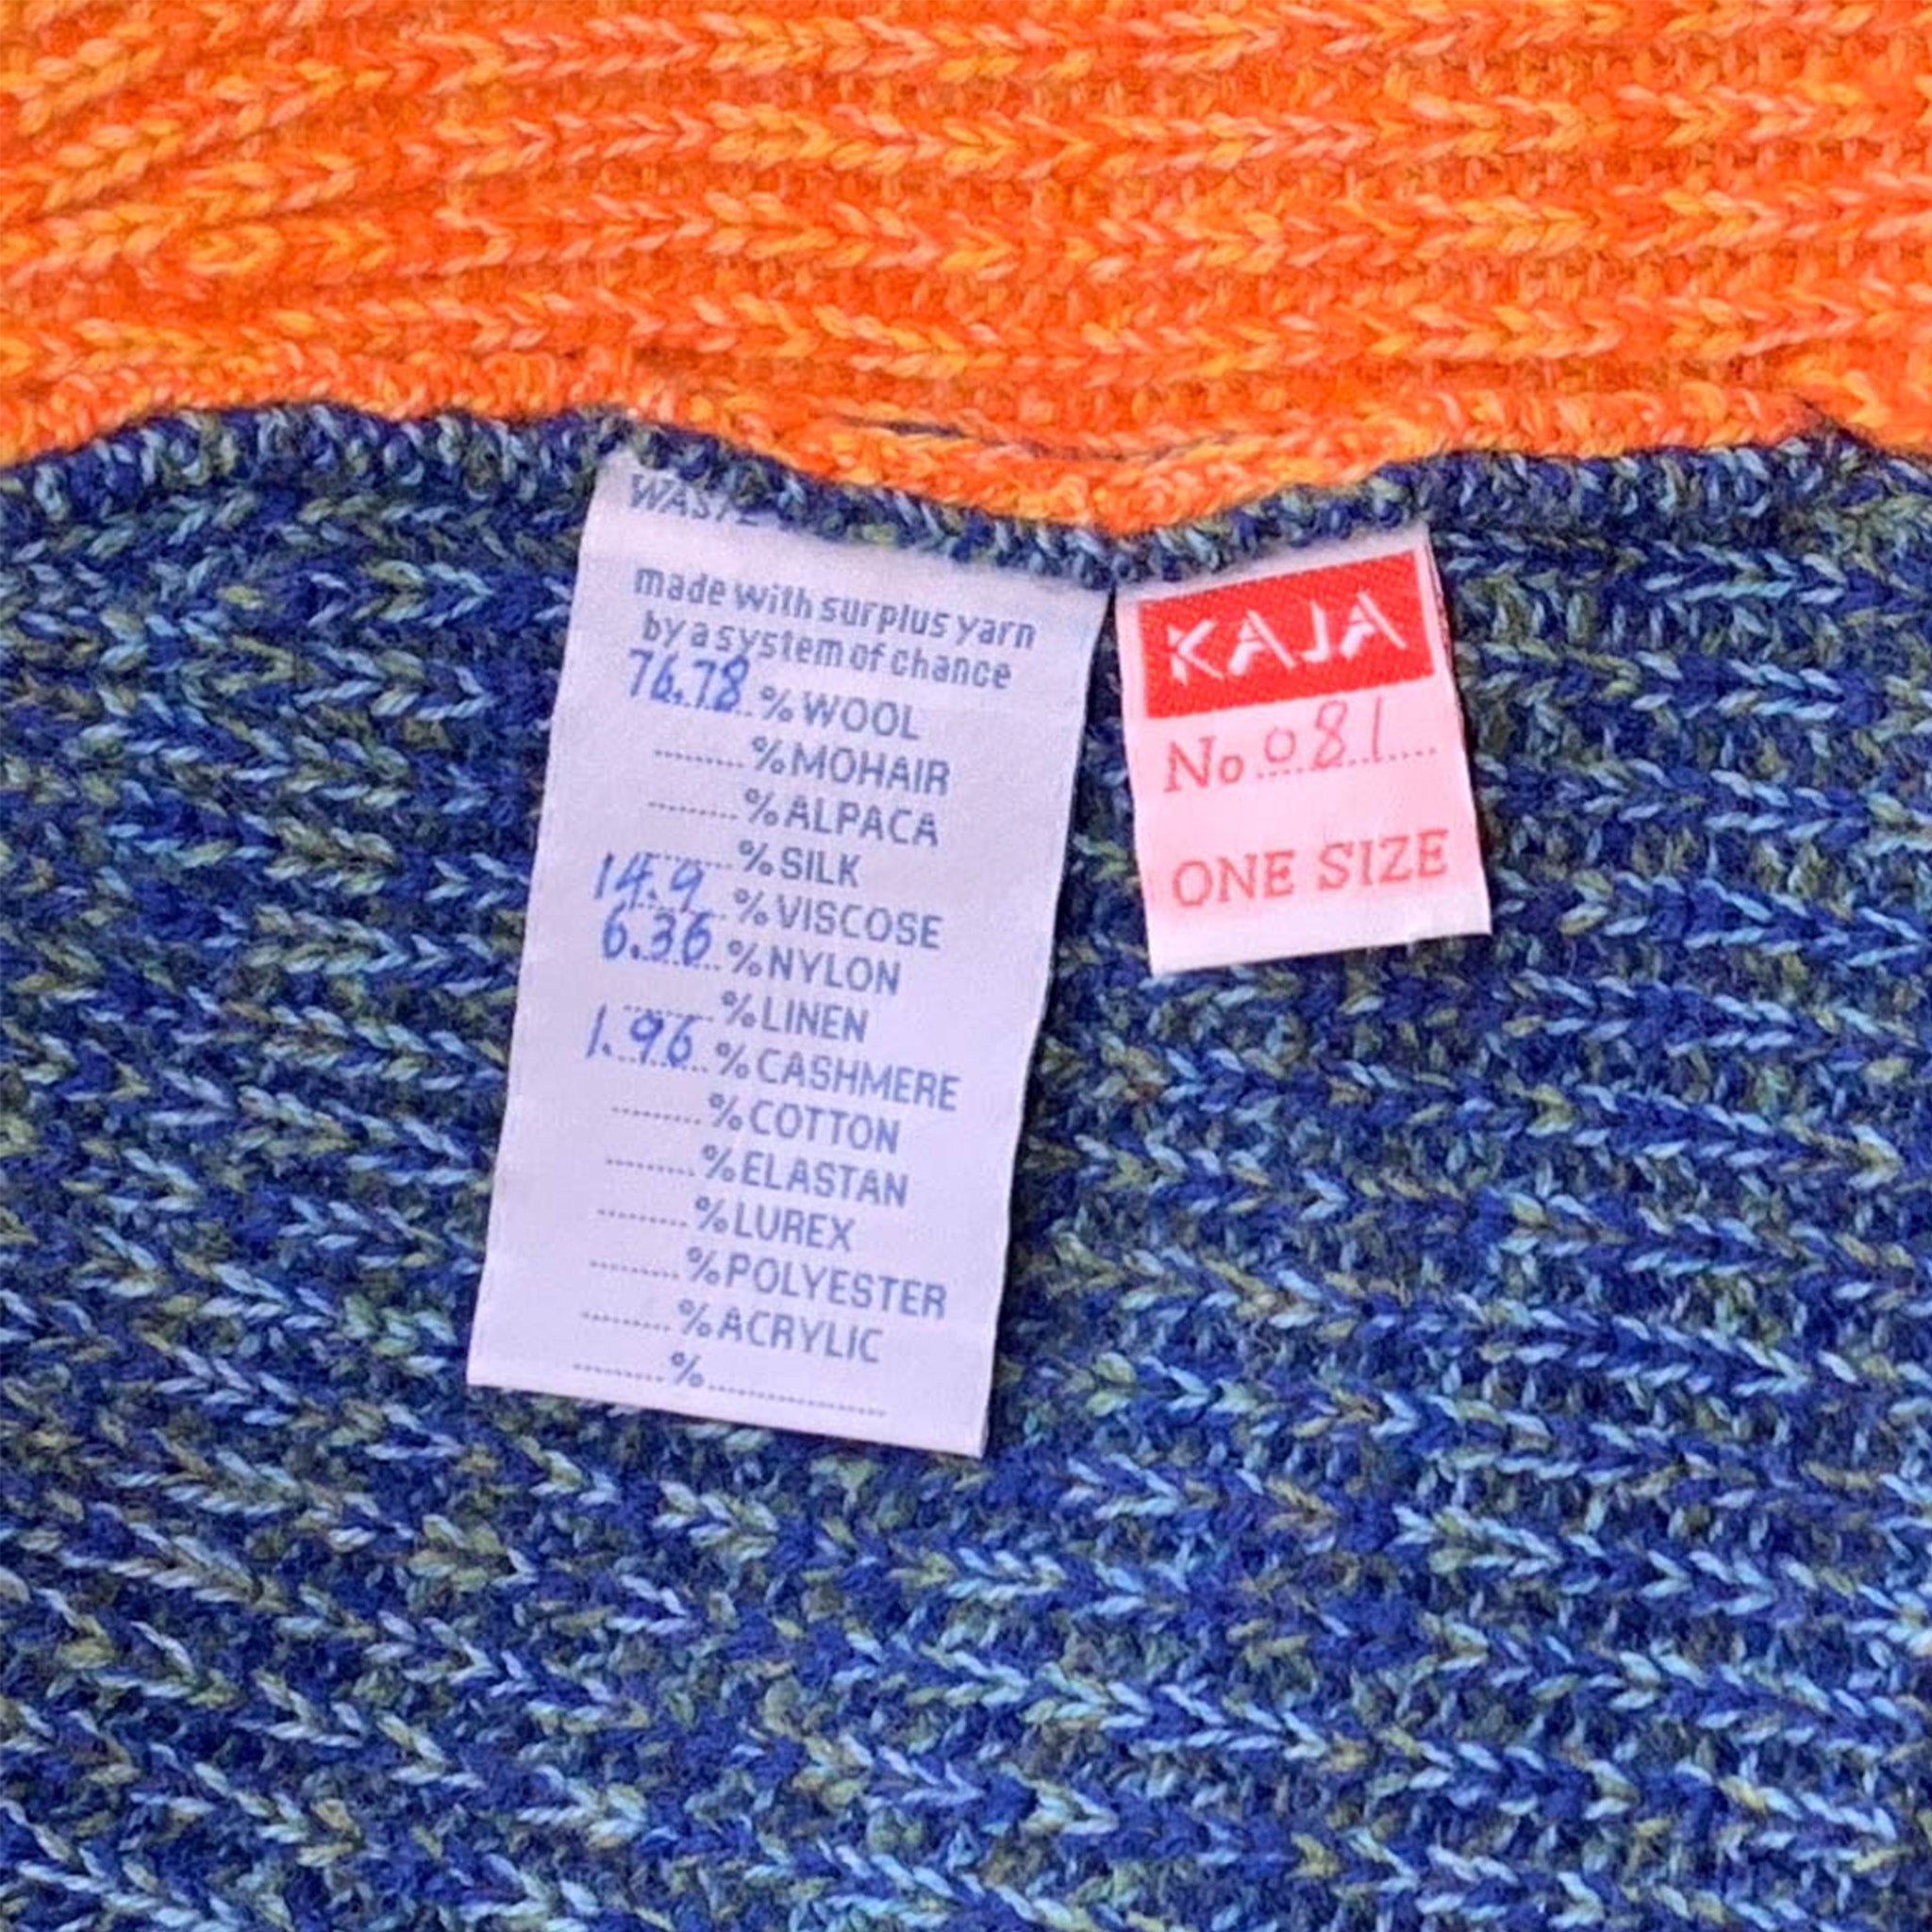 made with surplus yarn
by a system of chance
76.78 % WOOL
......... % MOHAIR
......... % ALPACA
......... % SILK
14.9 % VISCOSE
6.36 % NYLON
......... % LINEN
1.96 % CASHMERE
......... % COTTON
......... % ELASTAN
......... % LUREX
......... % POLYESTER
......... % ACRYLIC
......... % ..................
KAJA
No 081
ONE SIZE